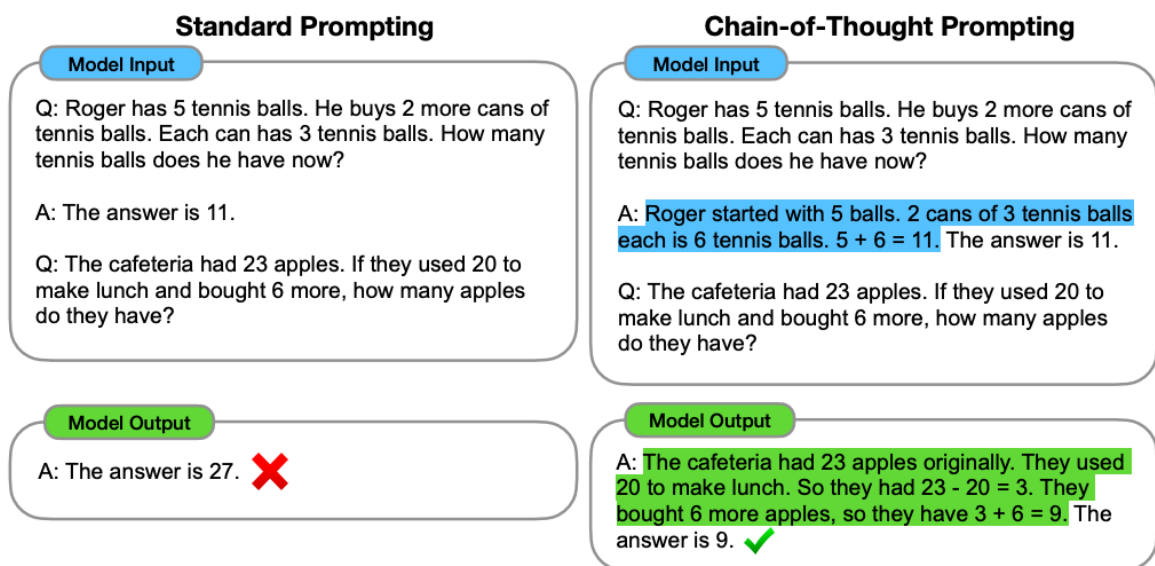 Standard Prompting
Model Input
Q: Roger has 5 tennis balls. He buys 2 more cans of
tennis balls. Each can has 3 tennis balls. How many
tennis balls does he have now?
A: The answer is 11.
Q: The cafeteria had 23 apples. If they used 20 to
make lunch and bought 6 more, how many apples
do they have?
Model Output
A: The answer is 27.
Chain-of-Thought Prompting
Model Input
Q: Roger has 5 tennis balls. He buys 2 more cans of
tennis balls. Each can has 3 tennis balls. How many
tennis balls does he have now?
A: Roger started with 5 balls. 2 cans of 3 tennis balls
each is 6 tennis balls. 5 + 6 = 11. The answer is 11.
Q: The cafeteria had 23 apples. If they used 20 to
make lunch and bought 6 more, how many apples
do they have?
Model Output
A: The cafeteria had 23 apples originally. They used
20 to make lunch. So they had 23 - 20 = 3. They
bought 6 more apples, so they have 3 + 6 = 9. The
answer is 9.